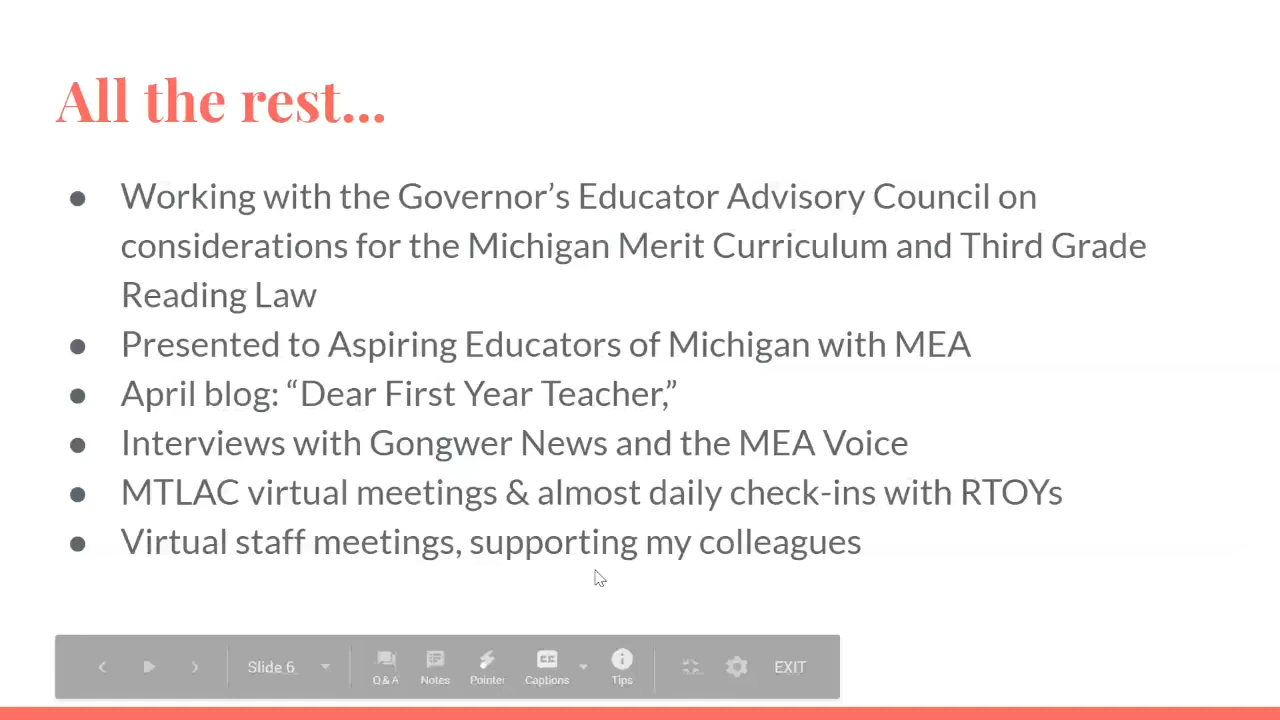 All the rest...
● Working with the Governor’s Educator Advisory Council on
considerations for the Michigan Merit Curriculum and Third Grade
Reading Law
● Presented to Aspiring Educators of Michigan with MEA
● April blog: “Dear First Year Teacher,”
● Interviews with Gongwer News and the MEA Voice
● MTLAC virtual meetings & almost daily check-ins with RTOYs
● Virtual staff meetings, supporting my colleagues
Slide 6
Q&A Notes Pointer Captions Tips
EXIT